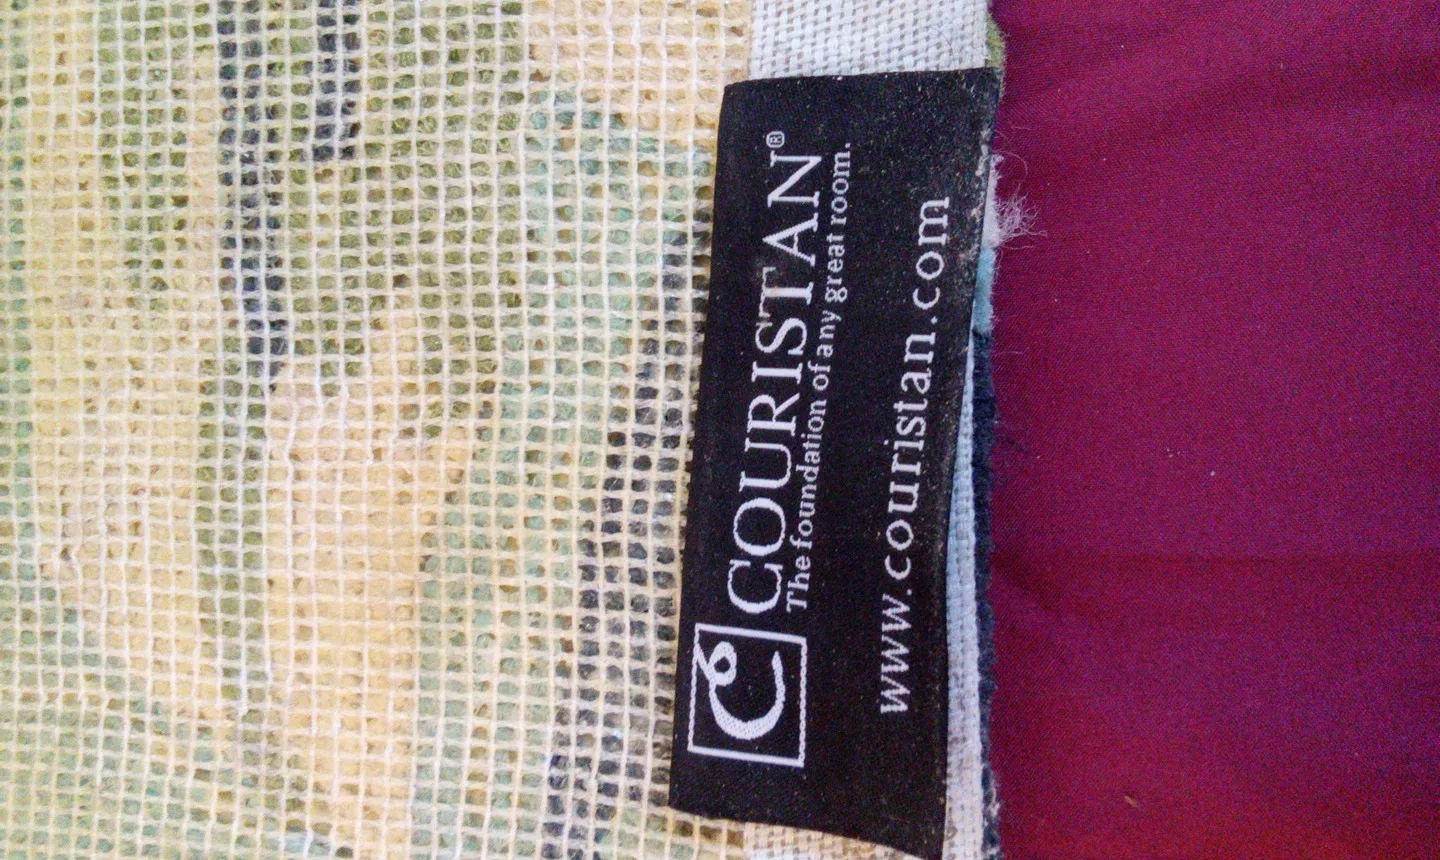 COURISTAN®
The foundation of any great room.
www.couristan.com